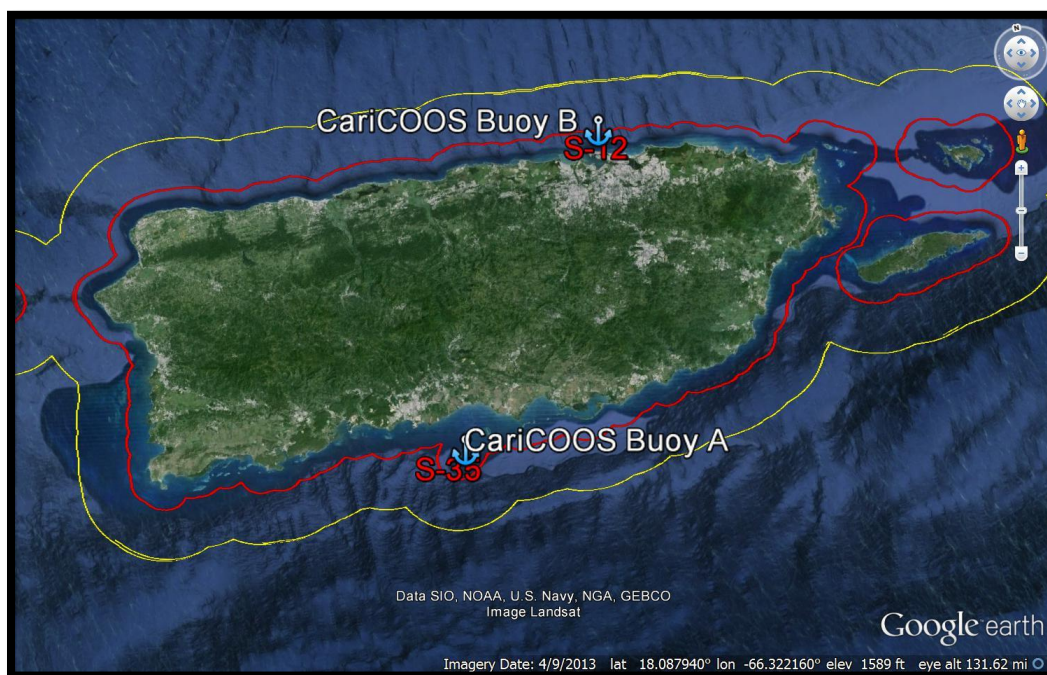 N
CariCOOS Buoy B
S-12
CariCOOS Buoy A
S-35
Data SIO, NOAA, U.S. Navy, NGA, GEBCO
Image Landsat
Google earth
Imagery Date: 4/9/2013 lat 18.087940° lon -66.322160° elev 1589 ft eye alt 131.62 mi